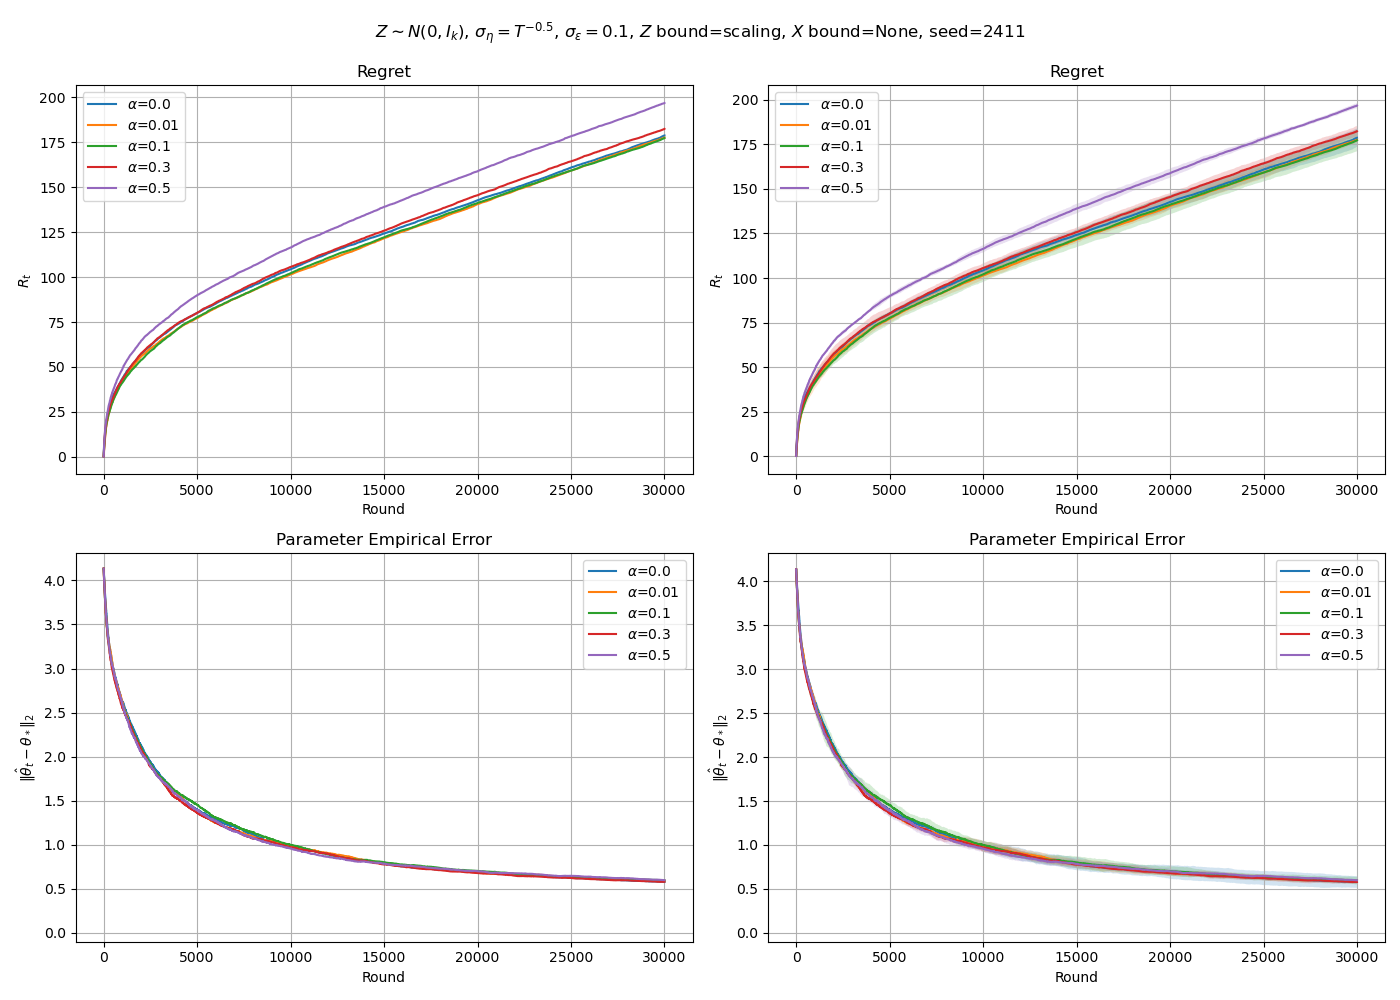 Z ~ N(0, I_k), σ_η = T^{-0.5}, σ_ε = 0.1, Z bound=scaling, X bound=None, seed=2411
Regret
R_t
200
175
150
125
100
75
50
25
0
α=0.0
α=0.01
α=0.1
α=0.3
α=0.5
0 5000 10000 15000 20000 25000 30000
Round
Regret
R_t
200
175
150
125
100
75
50
25
0
α=0.0
α=0.01
α=0.1
α=0.3
α=0.5
0 5000 10000 15000 20000 25000 30000
Round
Parameter Empirical Error
‖θ̂_t − θ_*‖_2
4.0
3.5
3.0
2.5
2.0
1.5
1.0
0.5
0.0
α=0.0
α=0.01
α=0.1
α=0.3
α=0.5
0 5000 10000 15000 20000 25000 30000
Round
Parameter Empirical Error
‖θ̂_t − θ_*‖_2
4.0
3.5
3.0
2.5
2.0
1.5
1.0
0.5
0.0
α=0.0
α=0.01
α=0.1
α=0.3
α=0.5
0 5000 10000 15000 20000 25000 30000
Round